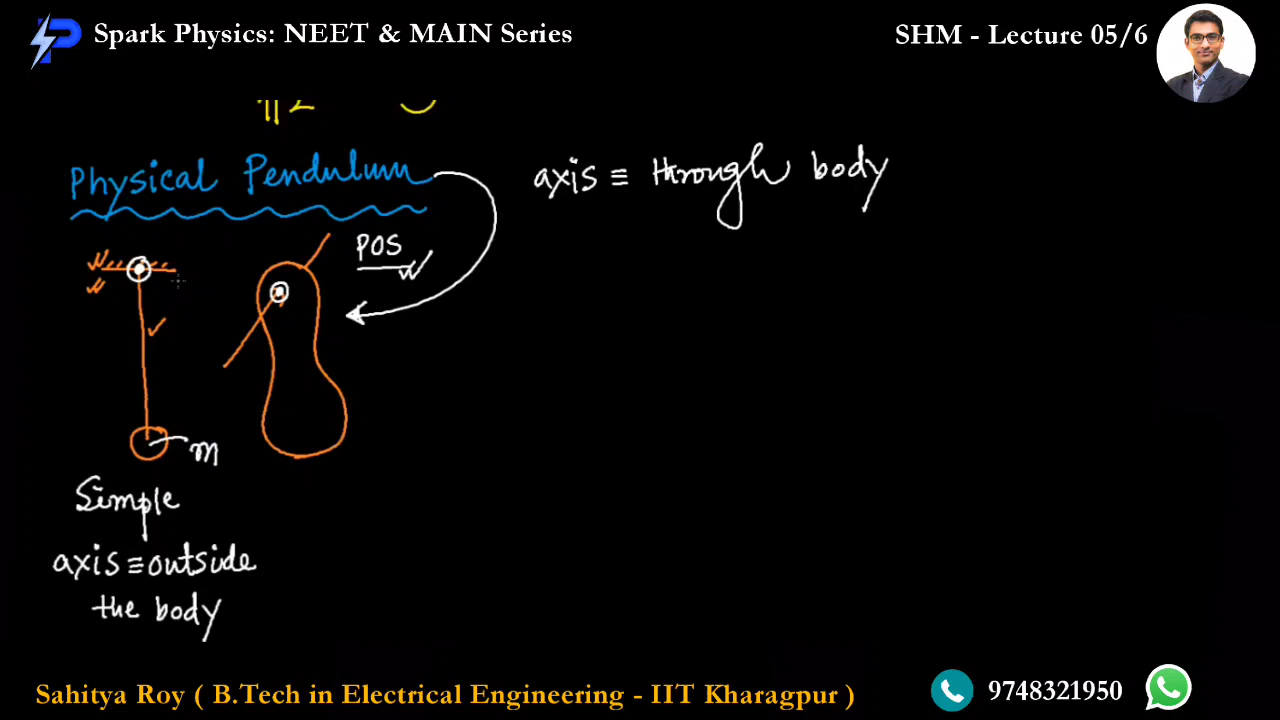 Spark Physics: NEET & MAIN Series
SHM - Lecture 05/6
Physical Pendulum
axis ≡ through body
POS
m
Simple
axis ≡ outside
the body
Sahitya Roy ( B.Tech in Electrical Engineering - IIT Kharagpur )
9748321950